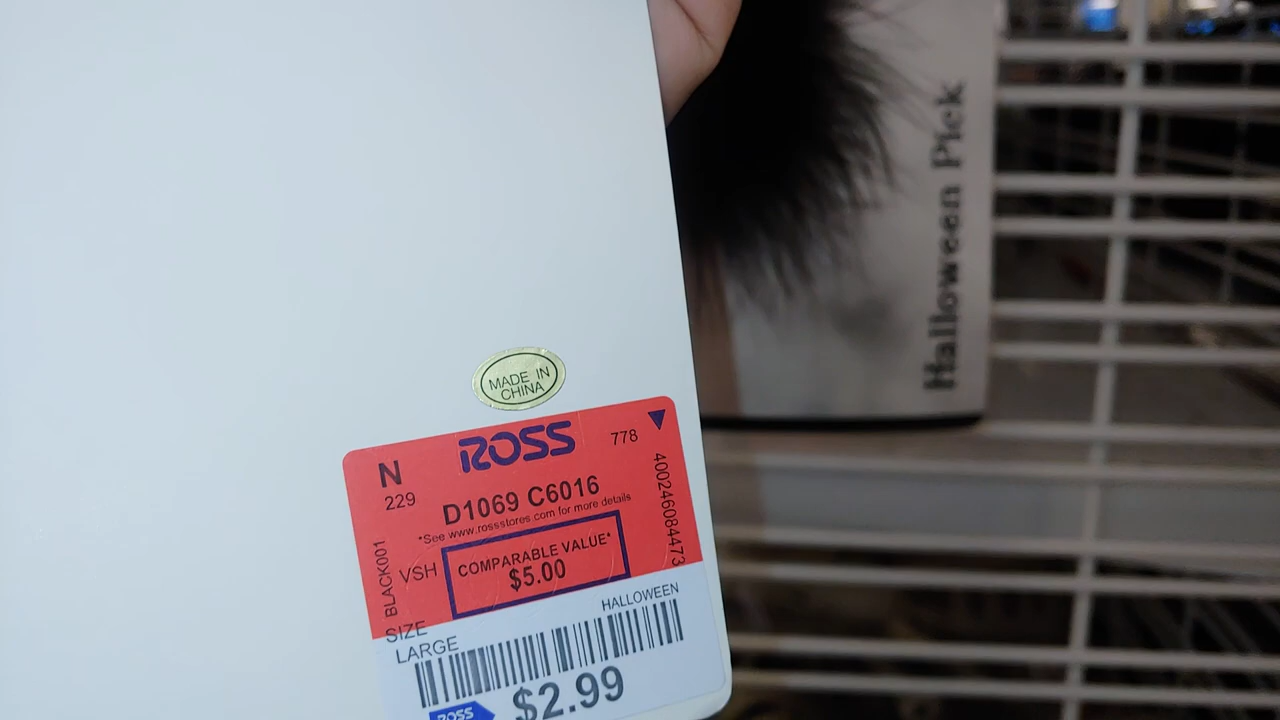 Halloween Pick
MADE IN
CHINA
ROSS
N
778
229
D1069 C6016
*See www.rossstores.com for more details
400246084473
BLACK001
VSH
COMPARABLE VALUE*
$5.00
HALLOWEEN
SIZE
LARGE
$2.99
ROSS